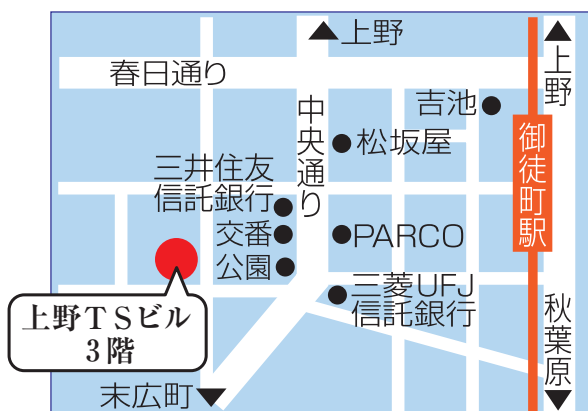 ▲上野
▲上野
春日通り
吉池●
中央通り
●松坂屋
御徒町駅
三井住友
信託銀行●
交番●
●PARCO
公園●
●三菱UFJ
信託銀行
上野TSビル
3階
秋葉原▼
末広町▼